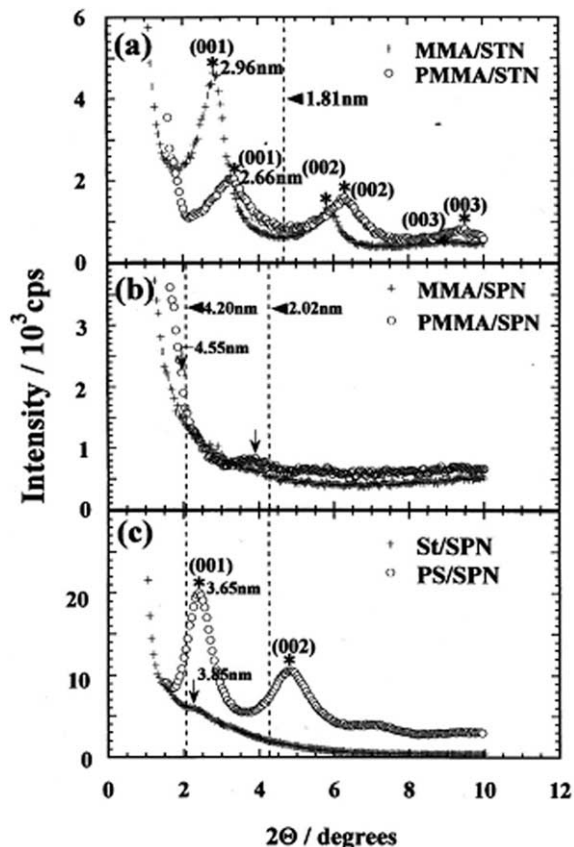 (a)
(001)
*2.96nm
+ MMA/STN
○ PMMA/STN
◄1.81nm
(001)
2.66nm
(002)
(002)
(003)
(003)
6
4
2
0
(b)
◄4.20nm
◄2.02nm
+ MMA/SPN
○ PMMA/SPN
4.55nm
3
2
1
0
Intensity / 10³ cps
(c)
(001)
*3.65nm
+ St/SPN
○ PS/SPN
(002)
3.85nm
20
10
0
0 2 4 6 8 10
2Θ / degrees